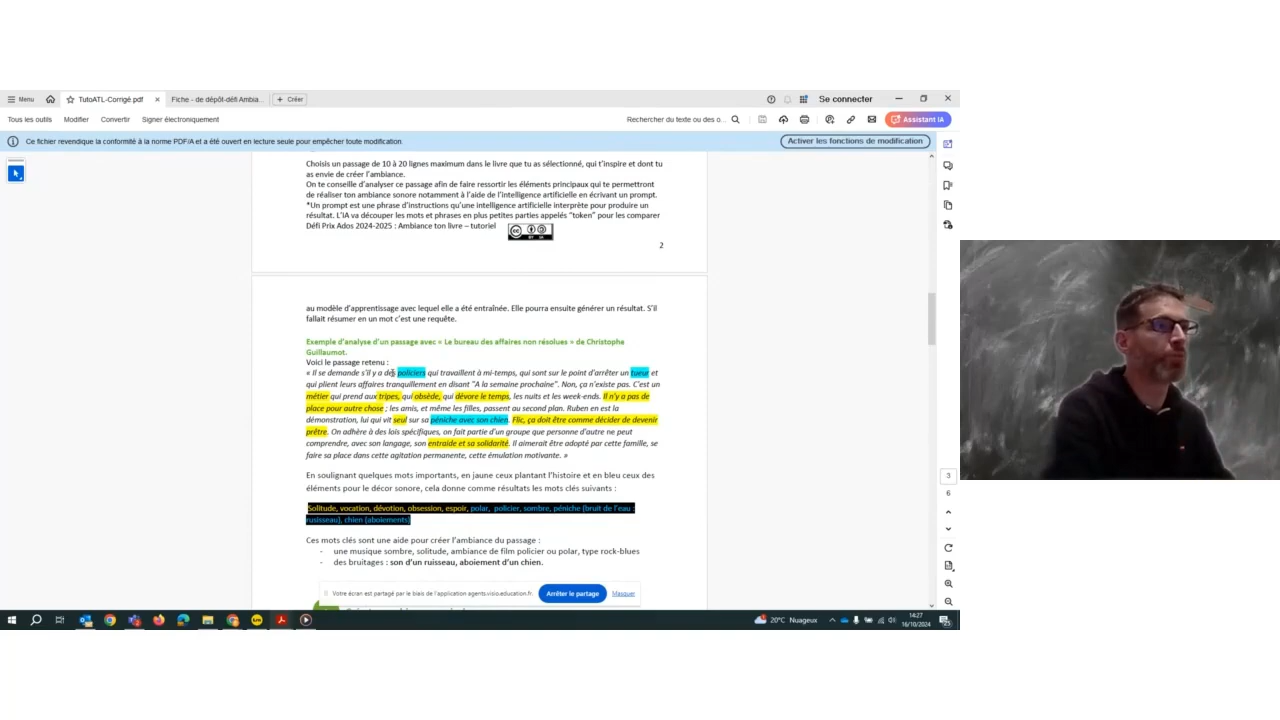 Menu
TutoATL-Corrigé.pdf
Fiche - de dépôt-défi Ambia...
Créer
Se connecter
Tous les outils
Modifier
Convertir
Signer électroniquement
Rechercher du texte ou des o...
Assistant IA
Ce fichier revendique la conformité à la norme PDF/A et a été ouvert en lecture seule pour empêcher toute modification.
Activer les fonctions de modification
Choisis un passage de 10 à 20 lignes maximum dans le livre que tu as sélectionné, qui t'inspire et dont tu
as envie de créer l'ambiance.
On te conseille d'analyser ce passage afin de faire ressortir les éléments principaux qui te permettront
de réaliser ton ambiance sonore notamment à l'aide de l'intelligence artificielle en écrivant un prompt.
*Un prompt est une phrase d'instructions qu'une intelligence artificielle interprète pour produire un
résultat. L'IA va découper les mots et phrases en plus petites parties appelés "token" pour les comparer
Défi Prix Ados 2024-2025 : Ambiance ton livre – tutoriel
cc
BY SA
2
au modèle d'apprentissage avec lequel elle a été entraînée. Elle pourra ensuite générer un résultat. S'il
fallait résumer en un mot c'est une requête.
Exemple d'analyse d'un passage avec « Le bureau des affaires non résolues » de Christophe
Guillaumot.
Voici le passage retenu :
« Il se demande s'il y a des policiers qui travaillent à mi-temps, qui sont sur le point d'arrêter un tueur et
qui plient leurs affaires tranquillement en disant "A la semaine prochaine". Non, ça n'existe pas. C'est un
métier qui prend aux tripes, qui obsède, qui dévore le temps, les nuits et les week-ends. Il n'y a pas de
place pour autre chose ; les amis, et même les filles, passent au second plan. Ruben en est la
démonstration, lui qui vit seul sur sa péniche avec son chien. Flic, ça doit être comme décider de devenir
prêtre. On adhère à des lois spécifiques, on fait partie d'un groupe que personne d'autre ne peut
comprendre, avec son langage, son entraide et sa solidarité. Il aimerait être adopté par cette famille, se
faire sa place dans cette agitation permanente, cette émulation motivante. »
En soulignant quelques mots importants, en jaune ceux plantant l'histoire et en bleu ceux des
éléments pour le décor sonore, cela donne comme résultats les mots clés suivants :
Solitude, vocation, dévotion, obsession, espoir, polar, policier, sombre, péniche [bruit de l'eau :
ruisseau], chien [aboiements]
Ces mots clés sont une aide pour créer l'ambiance du passage :
- une musique sombre, solitude, ambiance de film policier ou polar, type rock-blues
- des bruitages : son d'un ruisseau, aboiement d'un chien.
3
6
Votre écran est partagé par le biais de l'application agents.visio.education.fr.
Arrêter le partage
Masquer
20°C Nuageux
14:27
16/10/2024